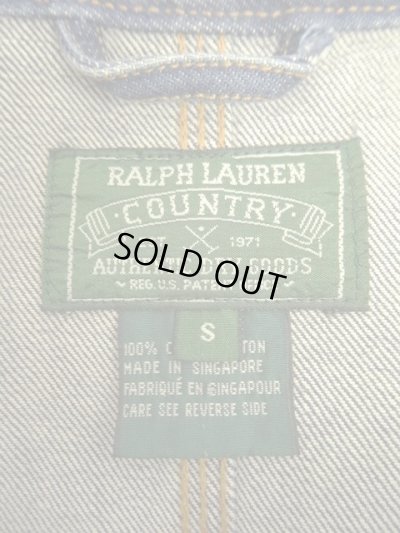 RALPH LAUREN
COUNTRY
1971
SOLD OUT
GOODS
REG. U.S. PAT.
S
100% COTTON
MADE IN SINGAPORE
FABRIQUÉ EN SINGAPOUR
CARE SEE REVERSE SIDE